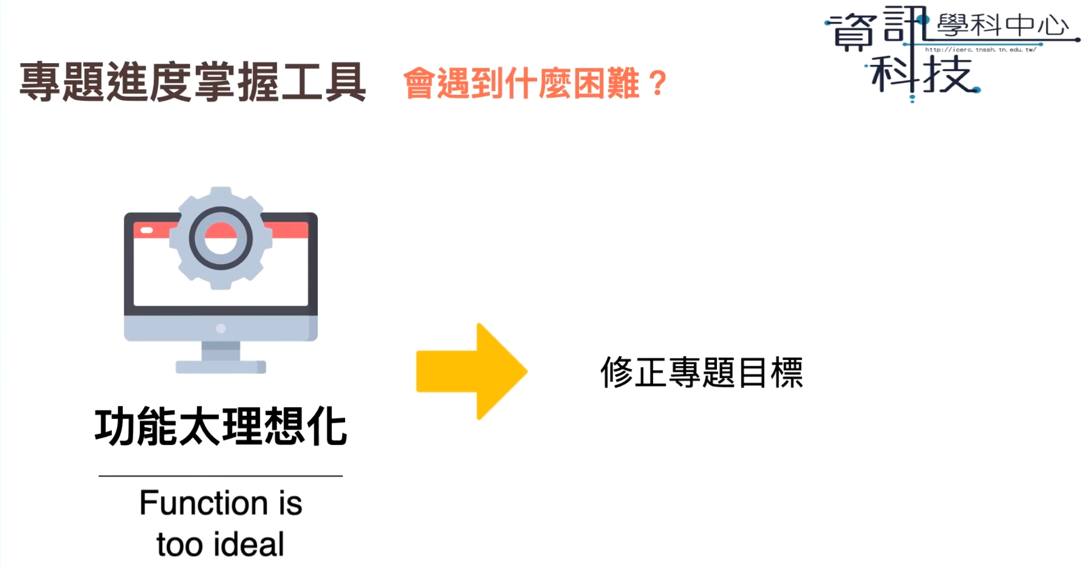 資訊學科中心
http://icerc.tnssh.tn.edu.tw/
科技
專題進度掌握工具 會遇到什麼困難？
修正專題目標
功能太理想化
Function is
too ideal